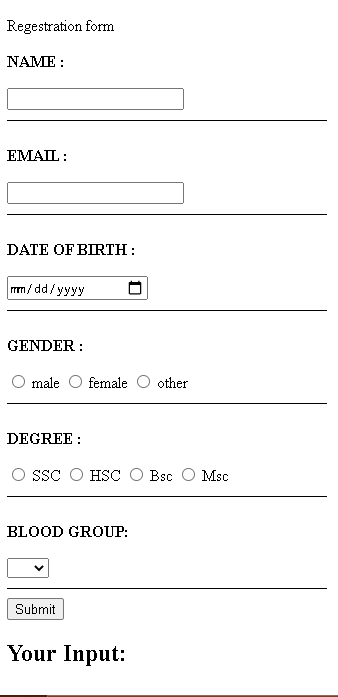 Regestration form
NAME :
EMAIL :
DATE OF BIRTH :
mm/dd/yyyy
GENDER :
male female other
DEGREE :
SSC HSC Bsc Msc
BLOOD GROUP:
Submit
Your Input: